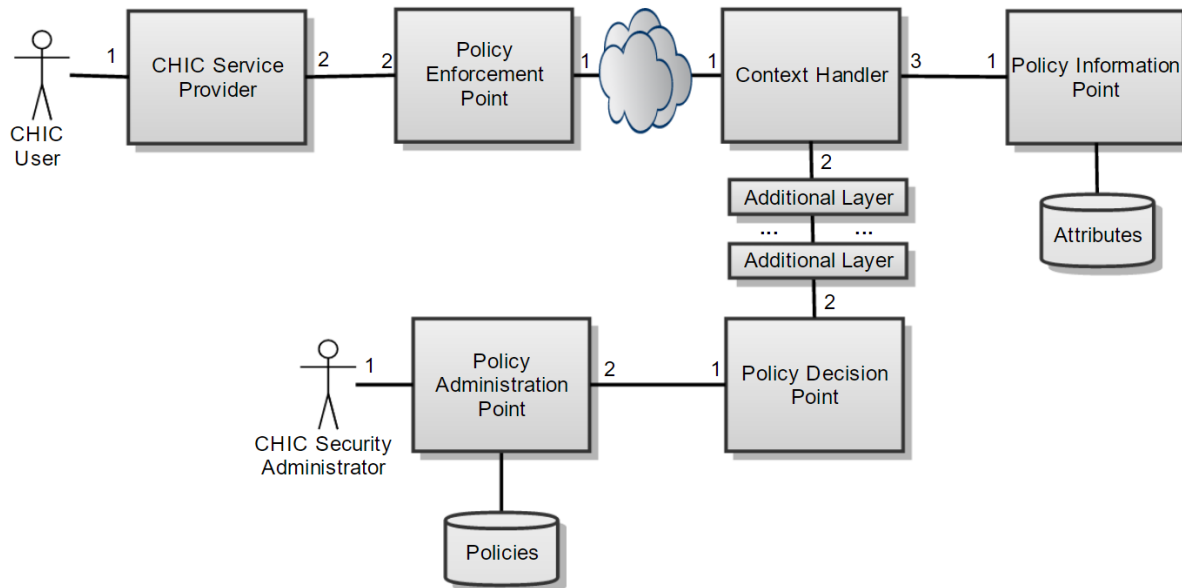 1
CHIC Service
Provider
2
2
Policy
Enforcement
Point
1
1
Context Handler
3
1
Policy Information
Point
CHIC
User
2
Additional Layer
... ...
Additional Layer
Attributes
2
1
Policy
Administration
Point
2
1
Policy Decision
Point
CHIC Security
Administrator
Policies